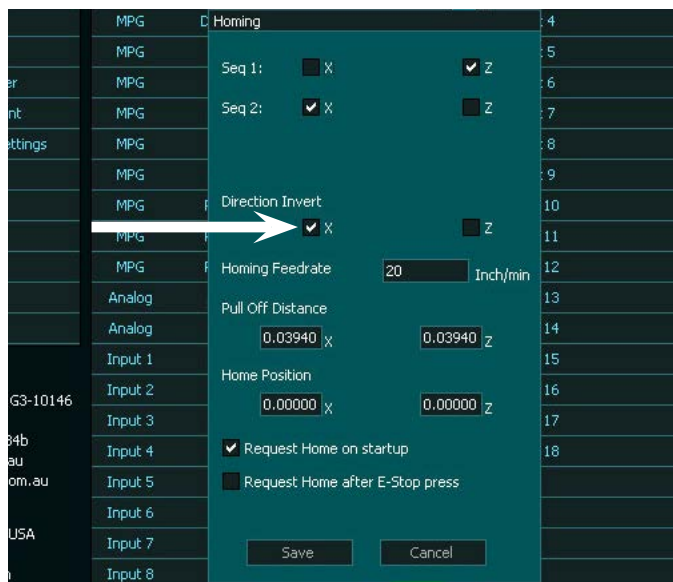 Homing
Seq 1: X Z
Seq 2: X Z
Direction Invert
X Z
Homing Feedrate 20 Inch/min
Pull Off Distance
0.03940 X 0.03940 Z
Home Position
0.00000 X 0.00000 Z
Request Home on startup
Request Home after E-Stop press
Save Cancel
MPG
MPG
MPG
MPG
MPG
MPG
MPG
MPG
MPG
Analog
Analog
Input 1
Input 2
Input 3
Input 4
Input 5
Input 6
Input 7
Input 8
4
5
6
7
8
9
10
11
12
13
14
15
16
17
18
er
nt
ettings
G3-10146
34b
au
om.au
USA